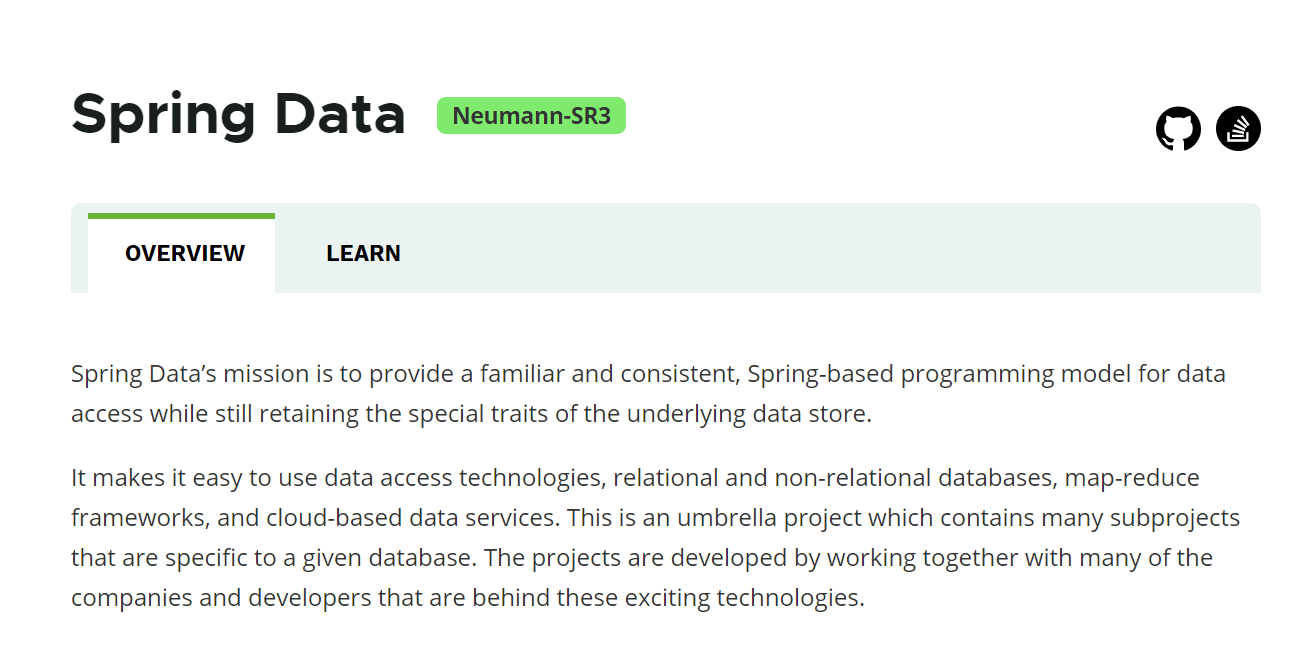 Spring Data Neumann-SR3
OVERVIEW LEARN
Spring Data’s mission is to provide a familiar and consistent, Spring-based programming model for data
access while still retaining the special traits of the underlying data store.
It makes it easy to use data access technologies, relational and non-relational databases, map-reduce
frameworks, and cloud-based data services. This is an umbrella project which contains many subprojects
that are specific to a given database. The projects are developed by working together with many of the
companies and developers that are behind these exciting technologies.